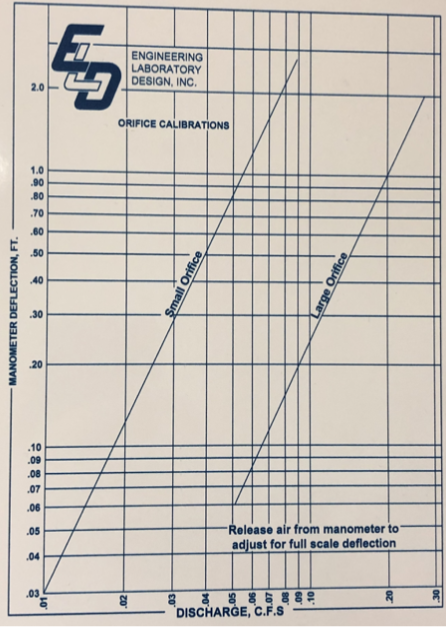 ELD
ENGINEERING
LABORATORY
DESIGN, INC.
2.0
ORIFICE CALIBRATIONS
1.0
.90
.80
.70
.60
.50
.40
.30
.20
.10
.09
.08
.07
.06
.05
.04
.03
MANOMETER DEFLECTION, FT.
Small Orifice
Large Orifice
Release air from manometer to
adjust for full scale deflection
.01
.02
.03
.04
.05
.06
.07
.08
.09
.10
.20
.30
DISCHARGE, C.F.S